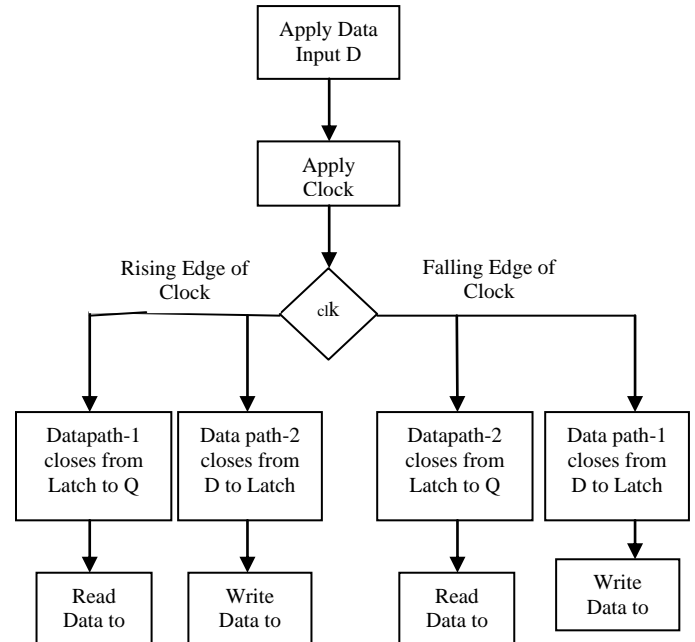 Apply Data
Input D
Apply
Clock
Rising Edge of
Clock
Falling Edge of
Clock
clk
Datapath-1
closes from
Latch to Q
Data path-2
closes from
D to Latch
Datapath-2
closes from
Latch to Q
Data path-1
closes from
D to Latch
Read
Data to
Write
Data to
Read
Data to
Write
Data to